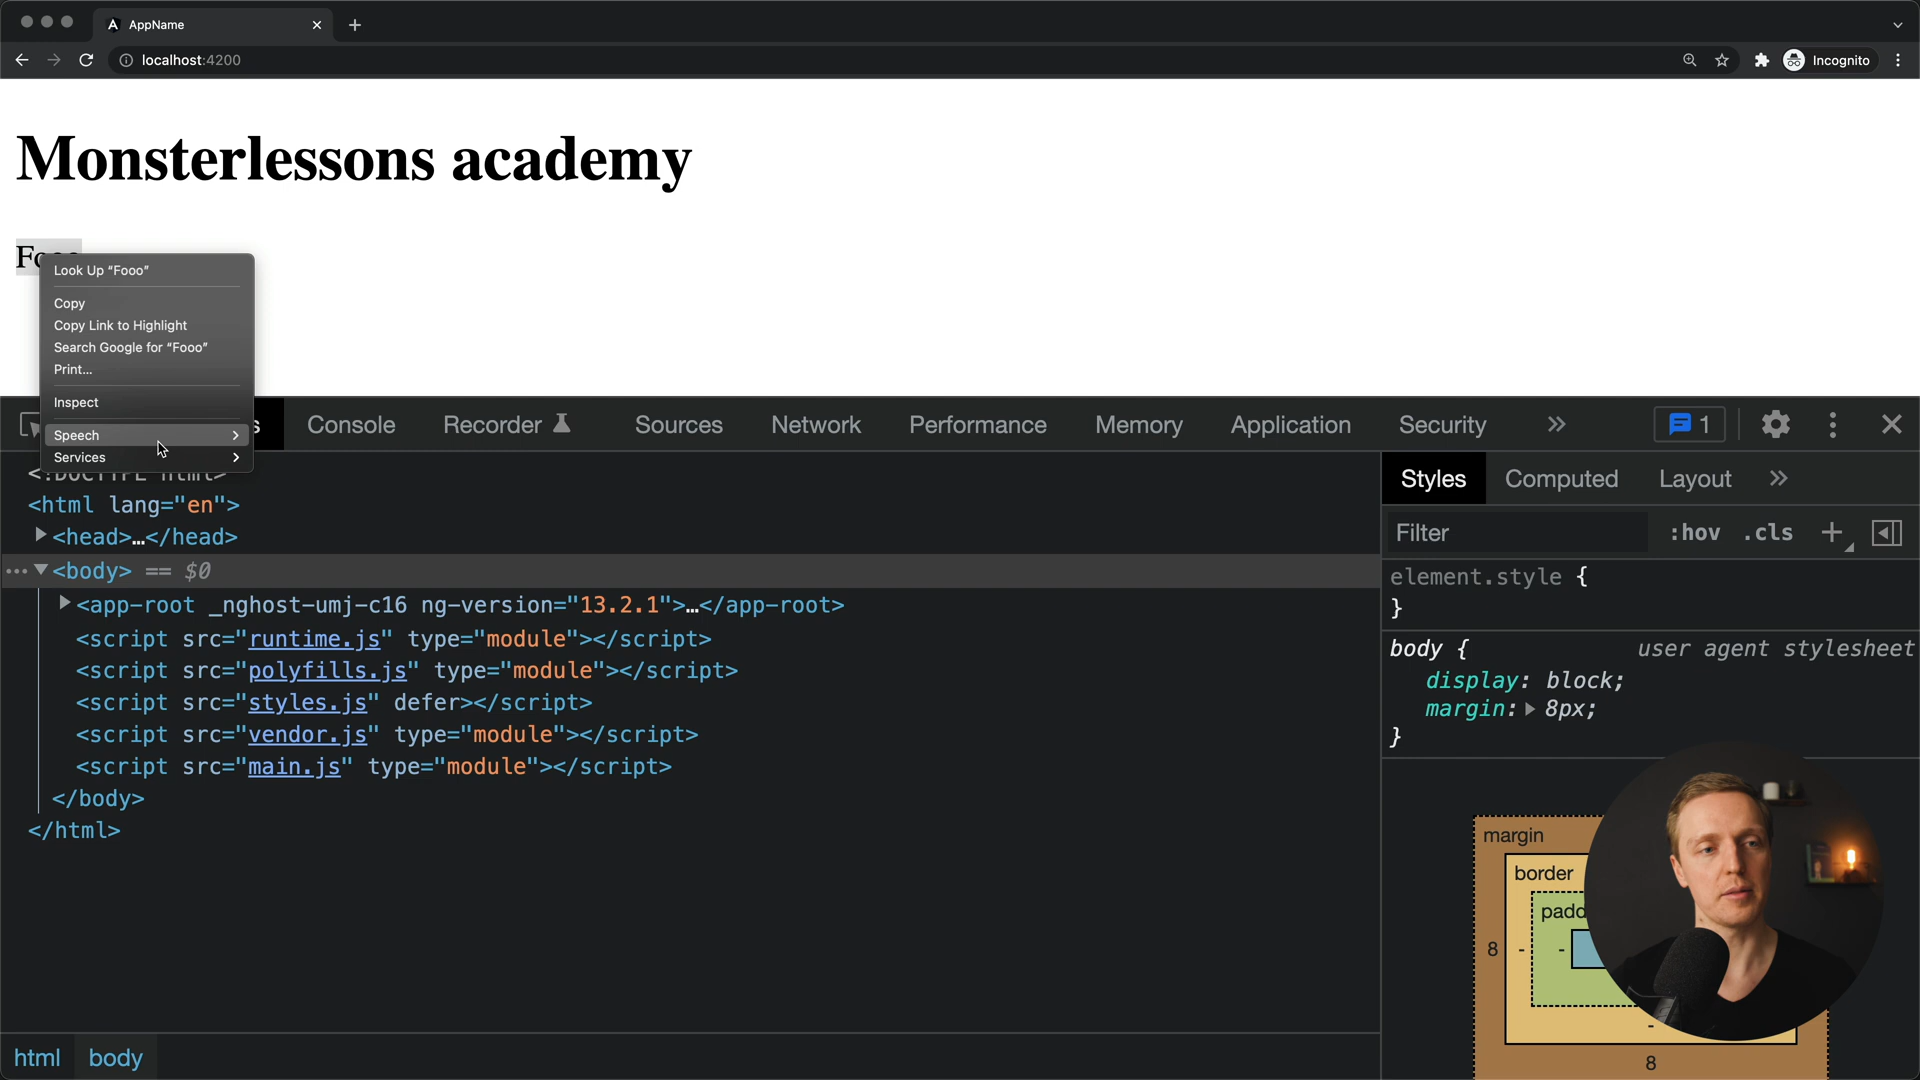 AppName
localhost:4200
Incognito
Monsterlessons academy
Look Up "Fooo"
Copy
Copy Link to Highlight
Search Google for "Fooo"
Print...
Inspect
Speech
Services
Console Recorder Sources Network Performance Memory Application Security » 1
<!DOCTYPE html>
<html lang="en">
<head>…</head>
<body> == $0
<app-root _nghost-umj-c16 ng-version="13.2.1">…</app-root>
<script src="runtime.js" type="module"></script>
<script src="polyfills.js" type="module"></script>
<script src="styles.js" defer></script>
<script src="vendor.js" type="module"></script>
<script src="main.js" type="module"></script>
</body>
</html>
html body
Styles Computed Layout »
Filter :hov .cls
element.style {
}
body { user agent stylesheet
display: block;
margin: 8px;
}
margin
border
8 - -
-
8